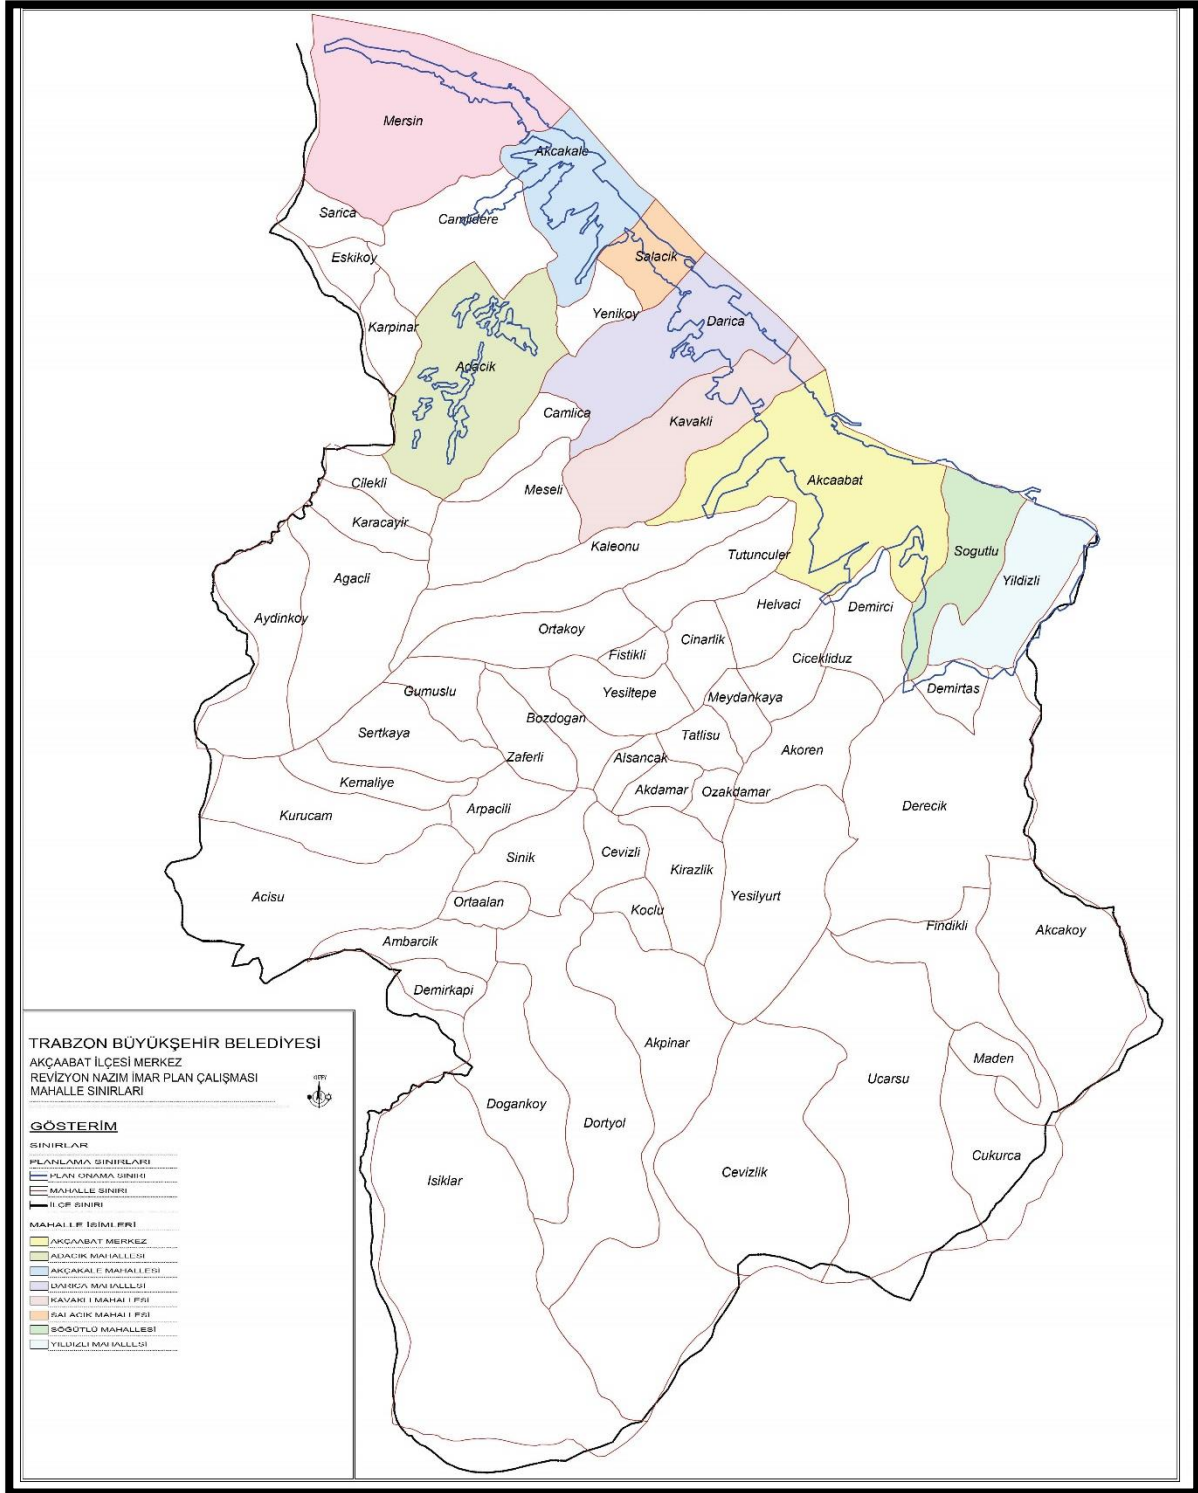 Mersin
Akcakale
Sarica
Camlidere
Eskikoy
Salacik
Yenikoy
Darica
Karpinar
Adacik
Camlica
Kavakli
Cilekli
Meseli
Akcaabat
Karacayir
Kaleonu
Tutunculer
Sogutlu
Agacli
Yildizli
Helvaci
Demirci
Aydinkoy
Ortakoy
Cinarlik
Fistikli
Cicekliduz
Gumuslu
Yesiltepe
Meydankaya
Demirtas
Bozdogan
Sertkaya
Tatlisu
Zaferli
Alsancak
Akoren
Kemaliye
Akdamar
Ozakdamar
Arpacili
Derecik
Kurucam
Sinik
Cevizli
Kirazlik
Acisu
Ortaalan
Koclu
Yesilyurt
Findikli
Akcakoy
Ambarcik
Demirkapi
Akpinar
Maden
Ucarsu
Dogankoy
Dortyol
Cukurca
Isiklar
Cevizlik
TRABZON BÜYÜKŞEHİR BELEDİYESİ
AKÇAABAT İLÇESİ MERKEZ
REVİZYON NAZIM İMAR PLAN ÇALIŞMASI
MAHALLE SINIRLARI
GÖSTERİM
SINIRLAR
PLANLAMA SINIRLARI
PLAN ONAMA SINIRI
MAHALLE SINIRI
İLÇE SINIRI
MAHALLE İSİMLERİ
AKÇAABAT MERKEZ
ADACIK MAHALLESİ
AKÇAKALE MAHALLESİ
DARICA MAHALLESİ
KAVAKLI MAHALLESİ
SALACIK MAHALLESİ
SÖĞÜTLÜ MAHALLESİ
YILDIZLI MAHALLESİ